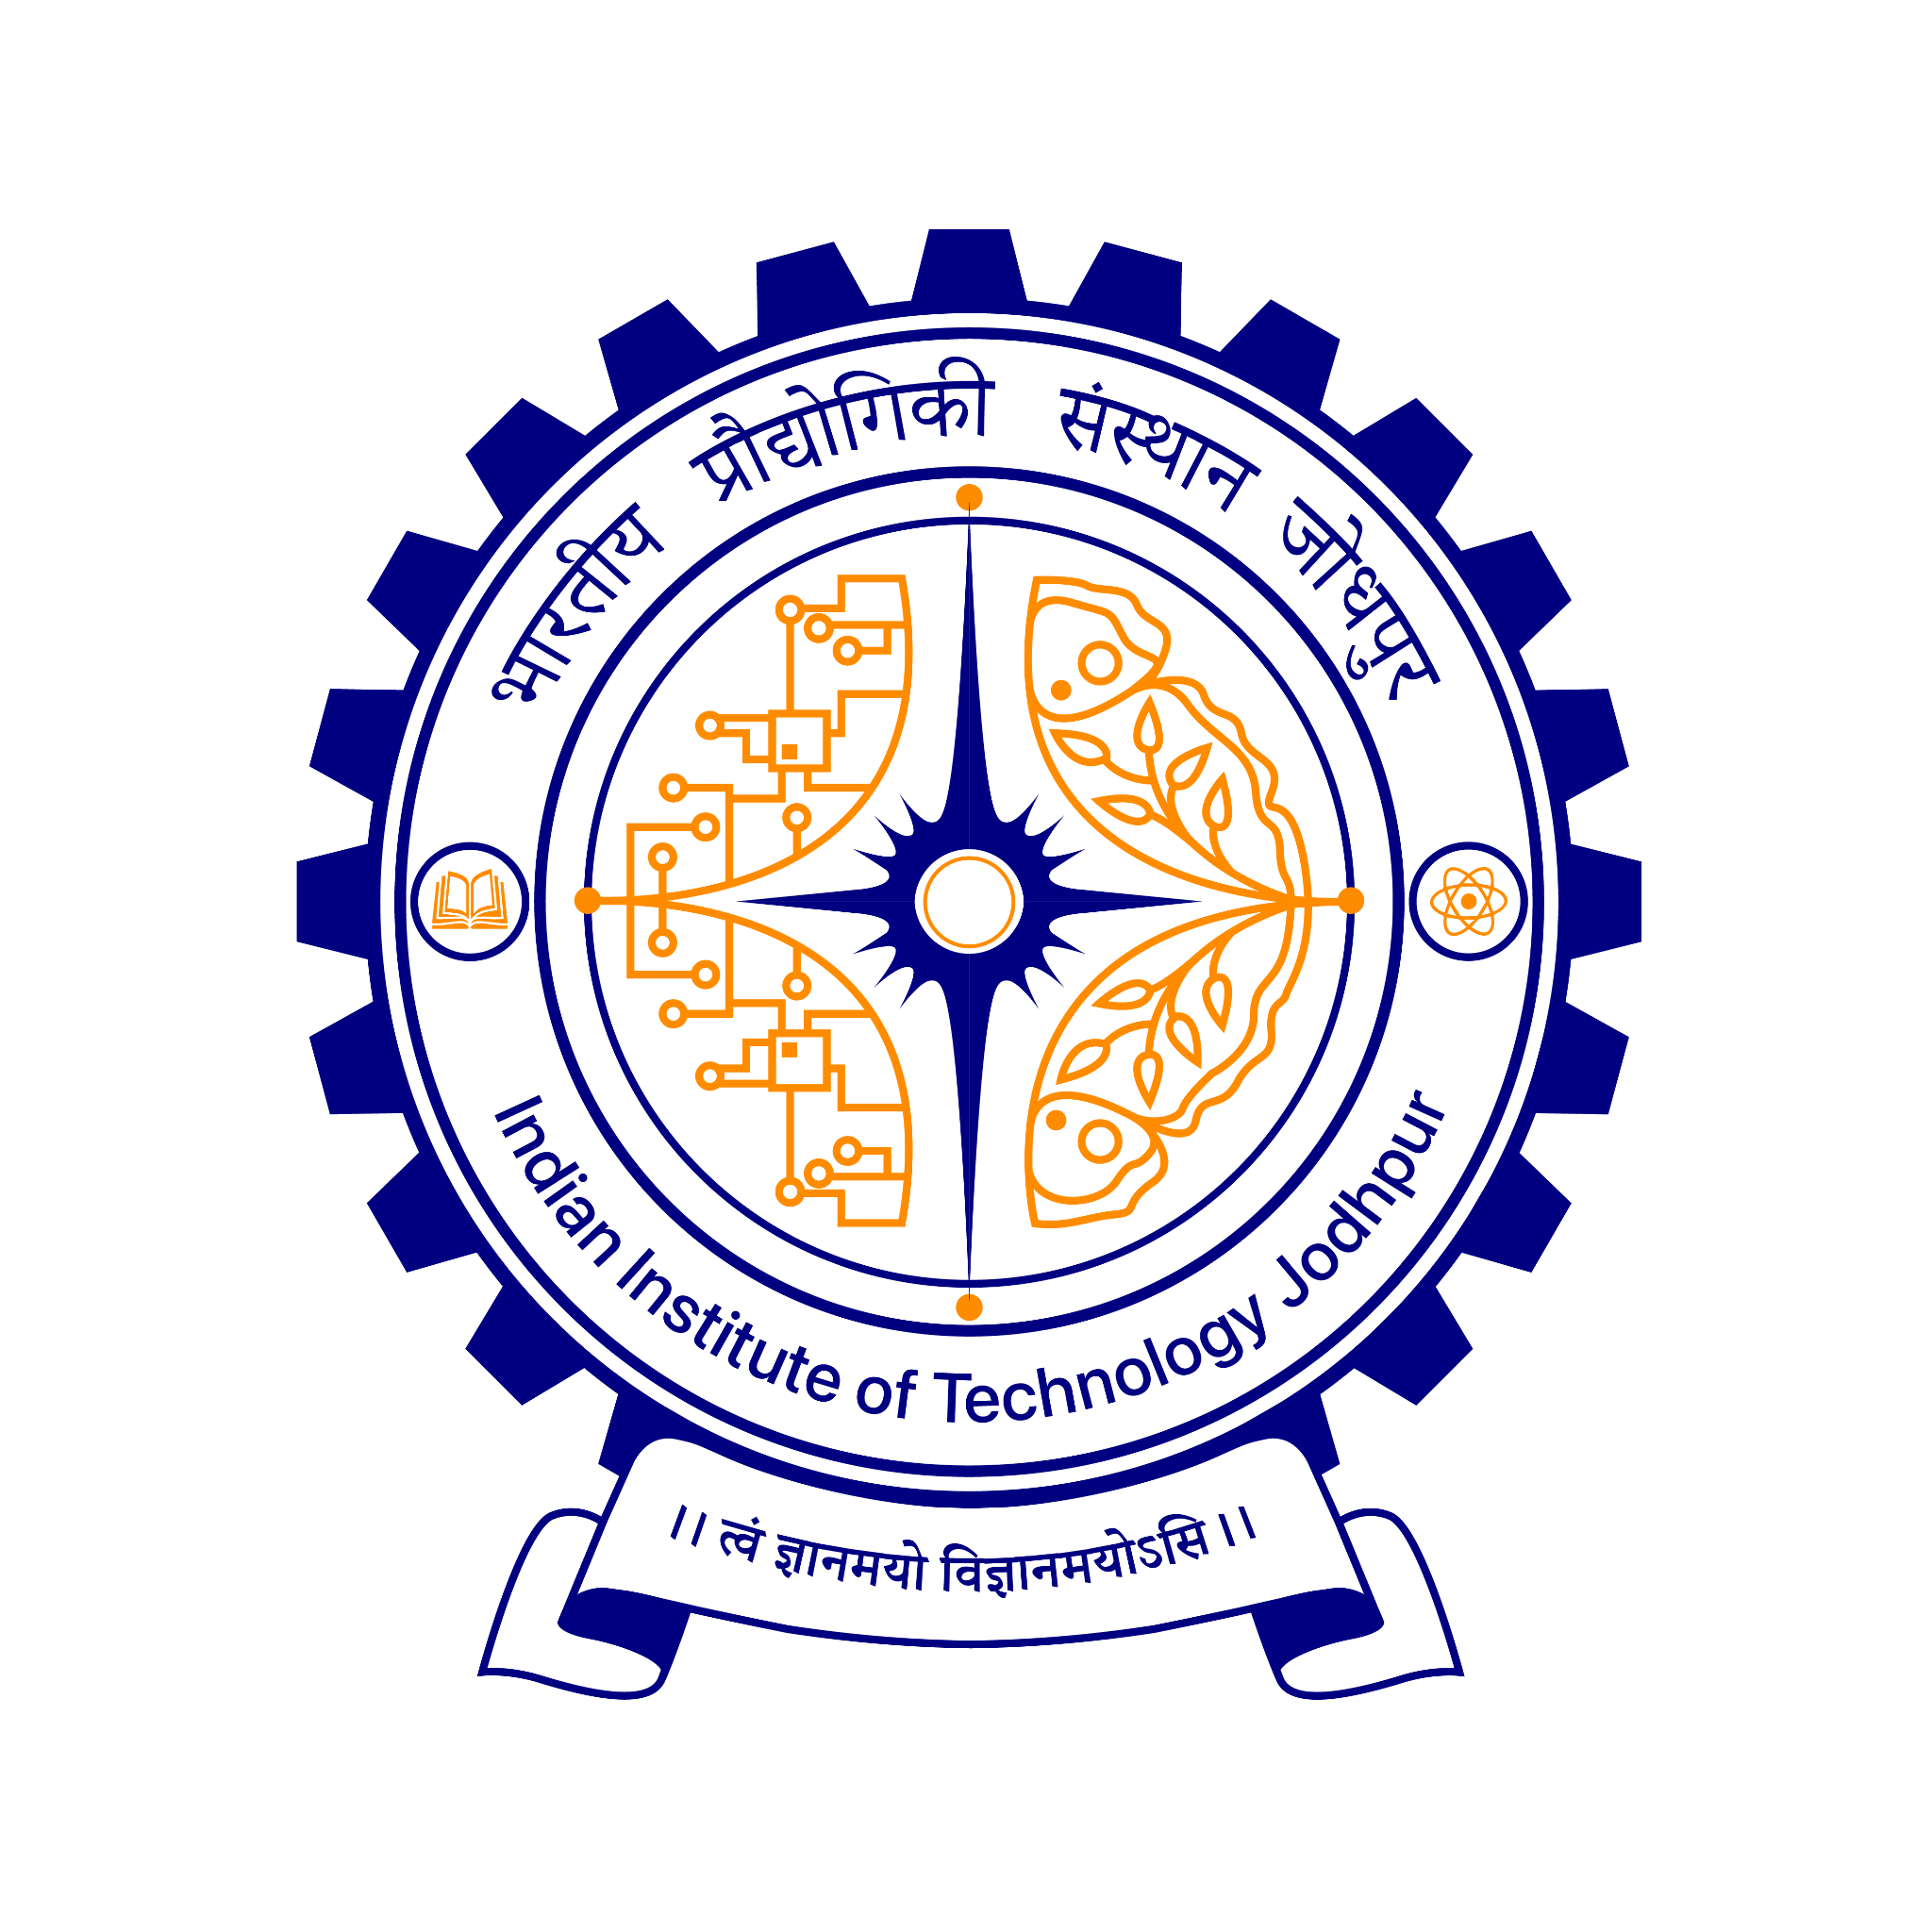 भारतीय प्रौद्योगिकी संस्थान जोधपुर
Indian Institute of Technology Jodhpur
।। त्वं ज्ञानमयो विज्ञानमयोऽसि ।।